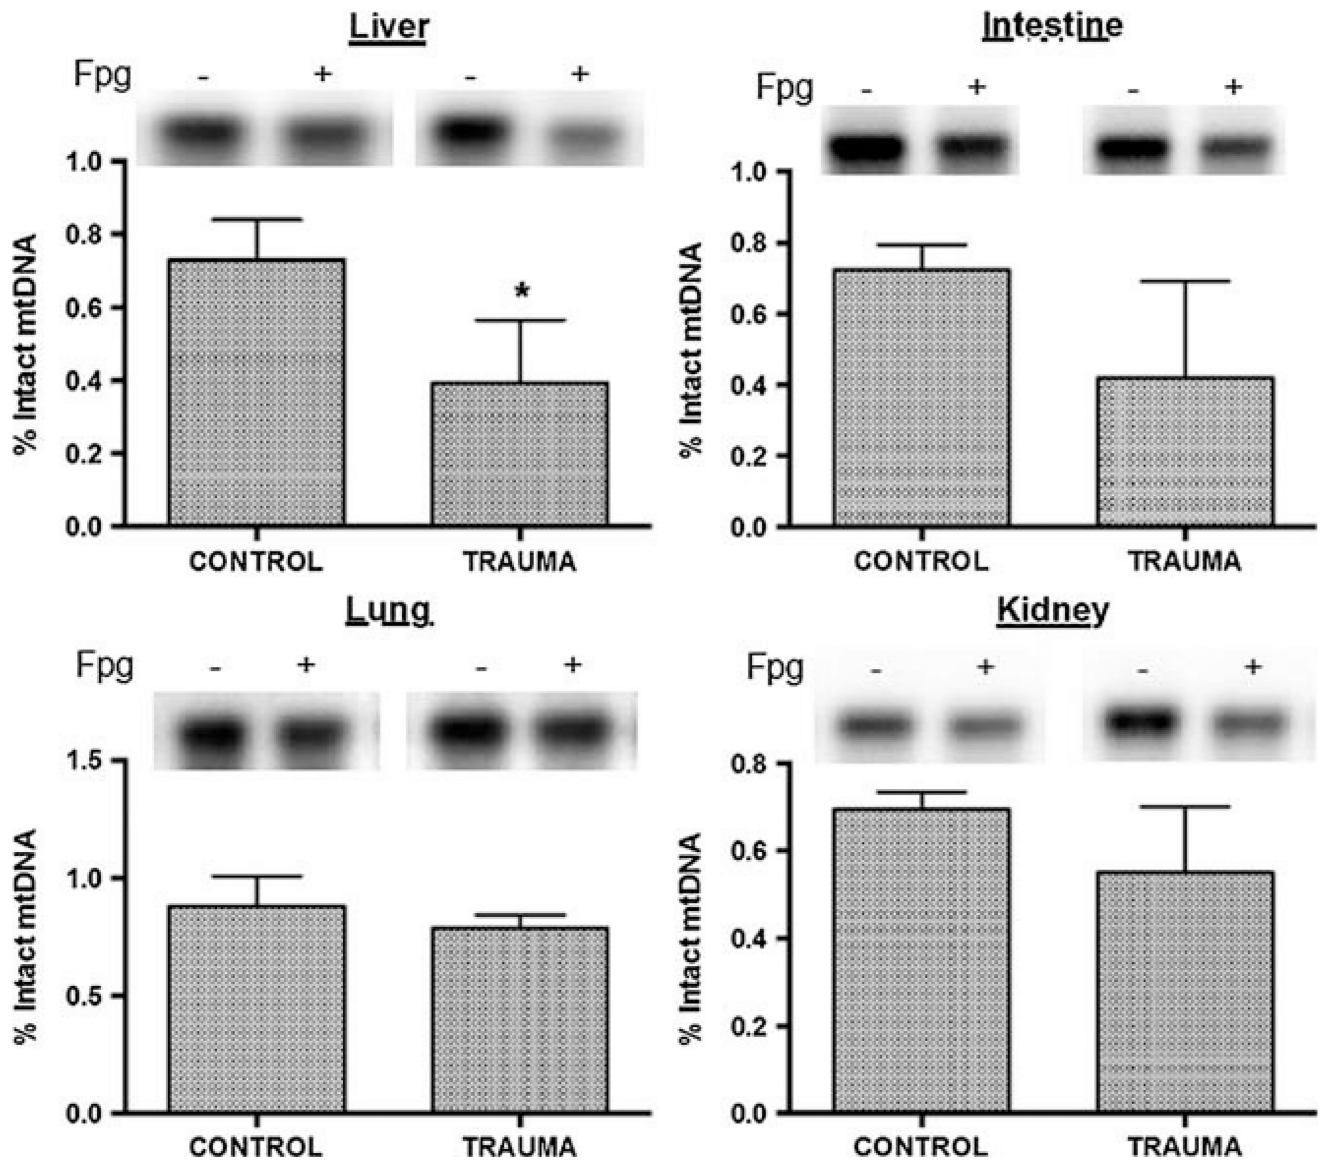 Liver
Fpg - + - +
1.0
0.8
0.6
0.4
0.2
0.0
% Intact mtDNA
*
CONTROL TRAUMA
Intestine
Fpg - + - +
1.0
0.8
0.6
0.4
0.2
0.0
% Intact mtDNA
CONTROL TRAUMA
Lung
Fpg - + - +
1.5
1.0
0.5
0.0
% Intact mtDNA
CONTROL TRAUMA
Kidney
Fpg - + - +
0.8
0.6
0.4
0.2
0.0
% Intact mtDNA
CONTROL TRAUMA